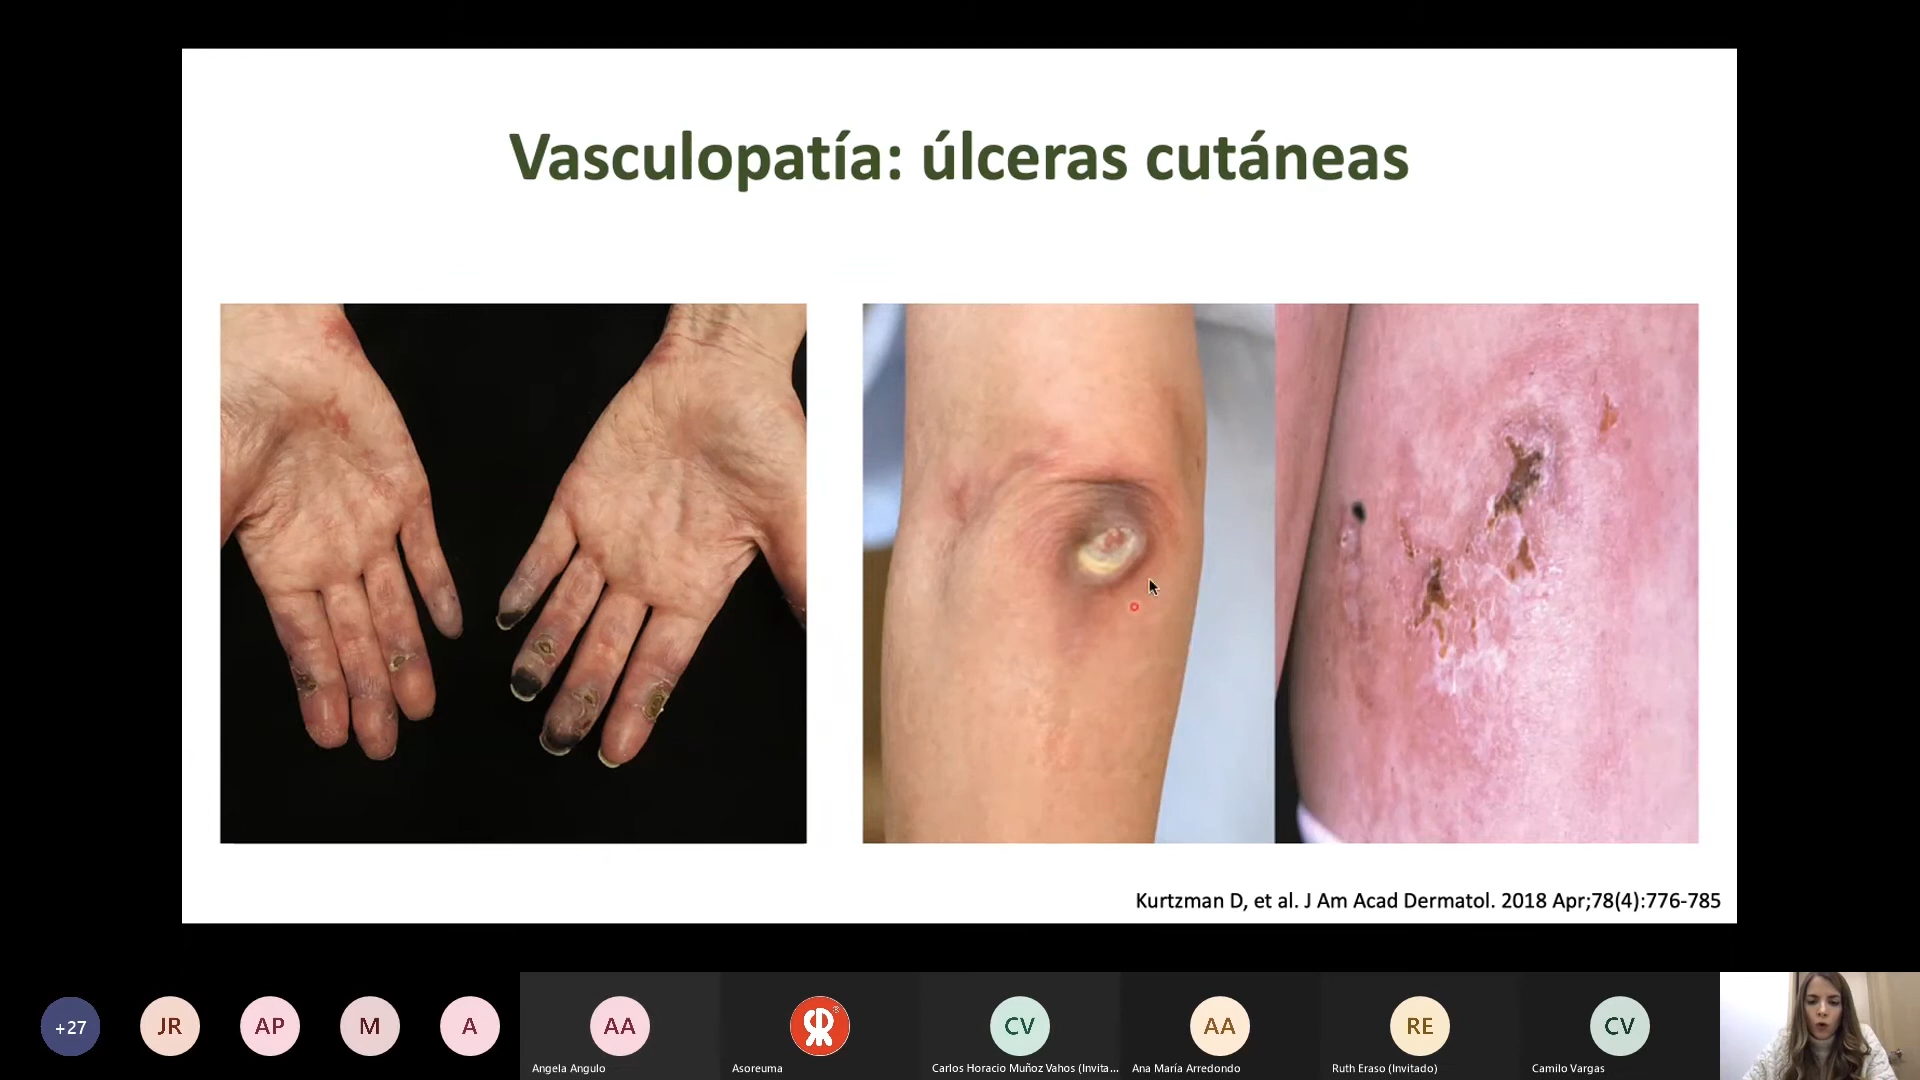 Vasculopatía: úlceras cutáneas
Kurtzman D, et al. J Am Acad Dermatol. 2018 Apr;78(4):776-785
+27
JR
AP
M
A
AA
CV
AA
RE
CV
Angela Angulo
Asoreuma
Carlos Horacio Muñoz Vahos (Invita...
Ana María Arredondo
Ruth Eraso (Invitado)
Camilo Vargas